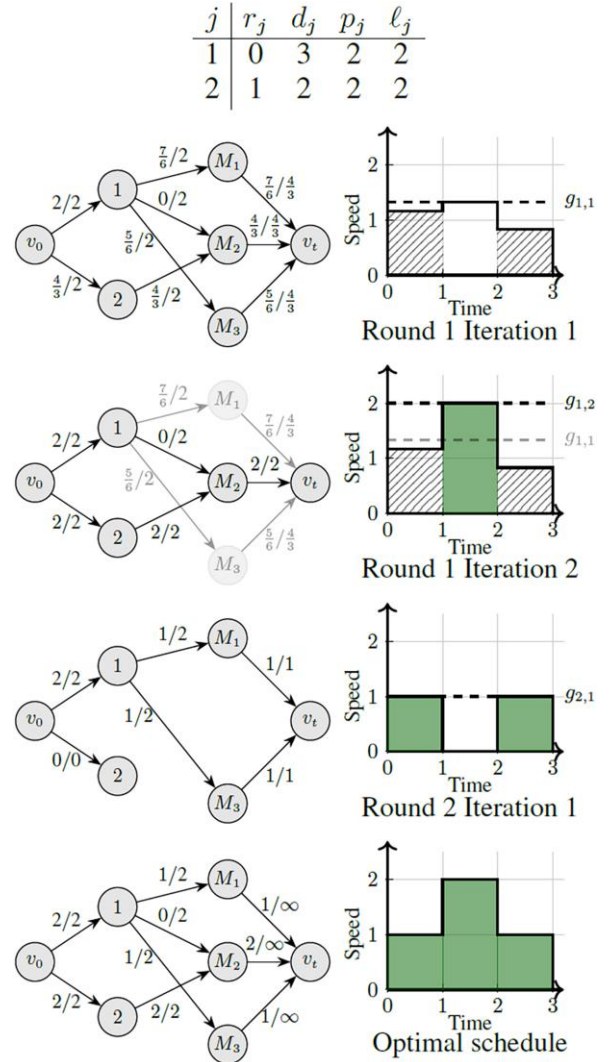 j r_j d_j p_j ℓ_j
1 0 3 2 2
2 1 2 2 2
v_0 1 2 M_1 M_2 M_3 v_t
2/2
4/3 /2
7/6 /2
0/2
5/6 /2
4/3 /2
7/6 / 4/3
4/3 / 4/3
5/6 / 4/3
Speed
2
1
0
0 1 2 3
g_{1,1}
Time
Round 1 Iteration 1
v_0 1 2 M_1 M_2 M_3 v_t
2/2
2/2
7/6 /2
0/2
5/6 /2
2/2
7/6 / 4/3
2/2
5/6 / 4/3
Speed
2
1
0
0 1 2 3
g_{1,2}
g_{1,1}
Time
Round 1 Iteration 2
v_0 1 2 M_1 M_3 v_t
2/2
0/0
1/2
1/2
1/1
1/1
Speed
2
1
0
0 1 2 3
g_{2,1}
Time
Round 2 Iteration 1
v_0 1 2 M_1 M_2 M_3 v_t
2/2
2/2
1/2
0/2
1/2
2/2
1/∞
2/∞
1/∞
Speed
2
1
0
0 1 2 3
Time
Optimal schedule